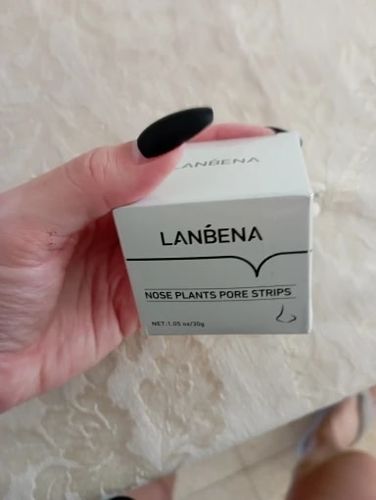 LANBENA
LANBENA
NOSE PLANTS PORE STRIPS
NET:1.05 oz/30g